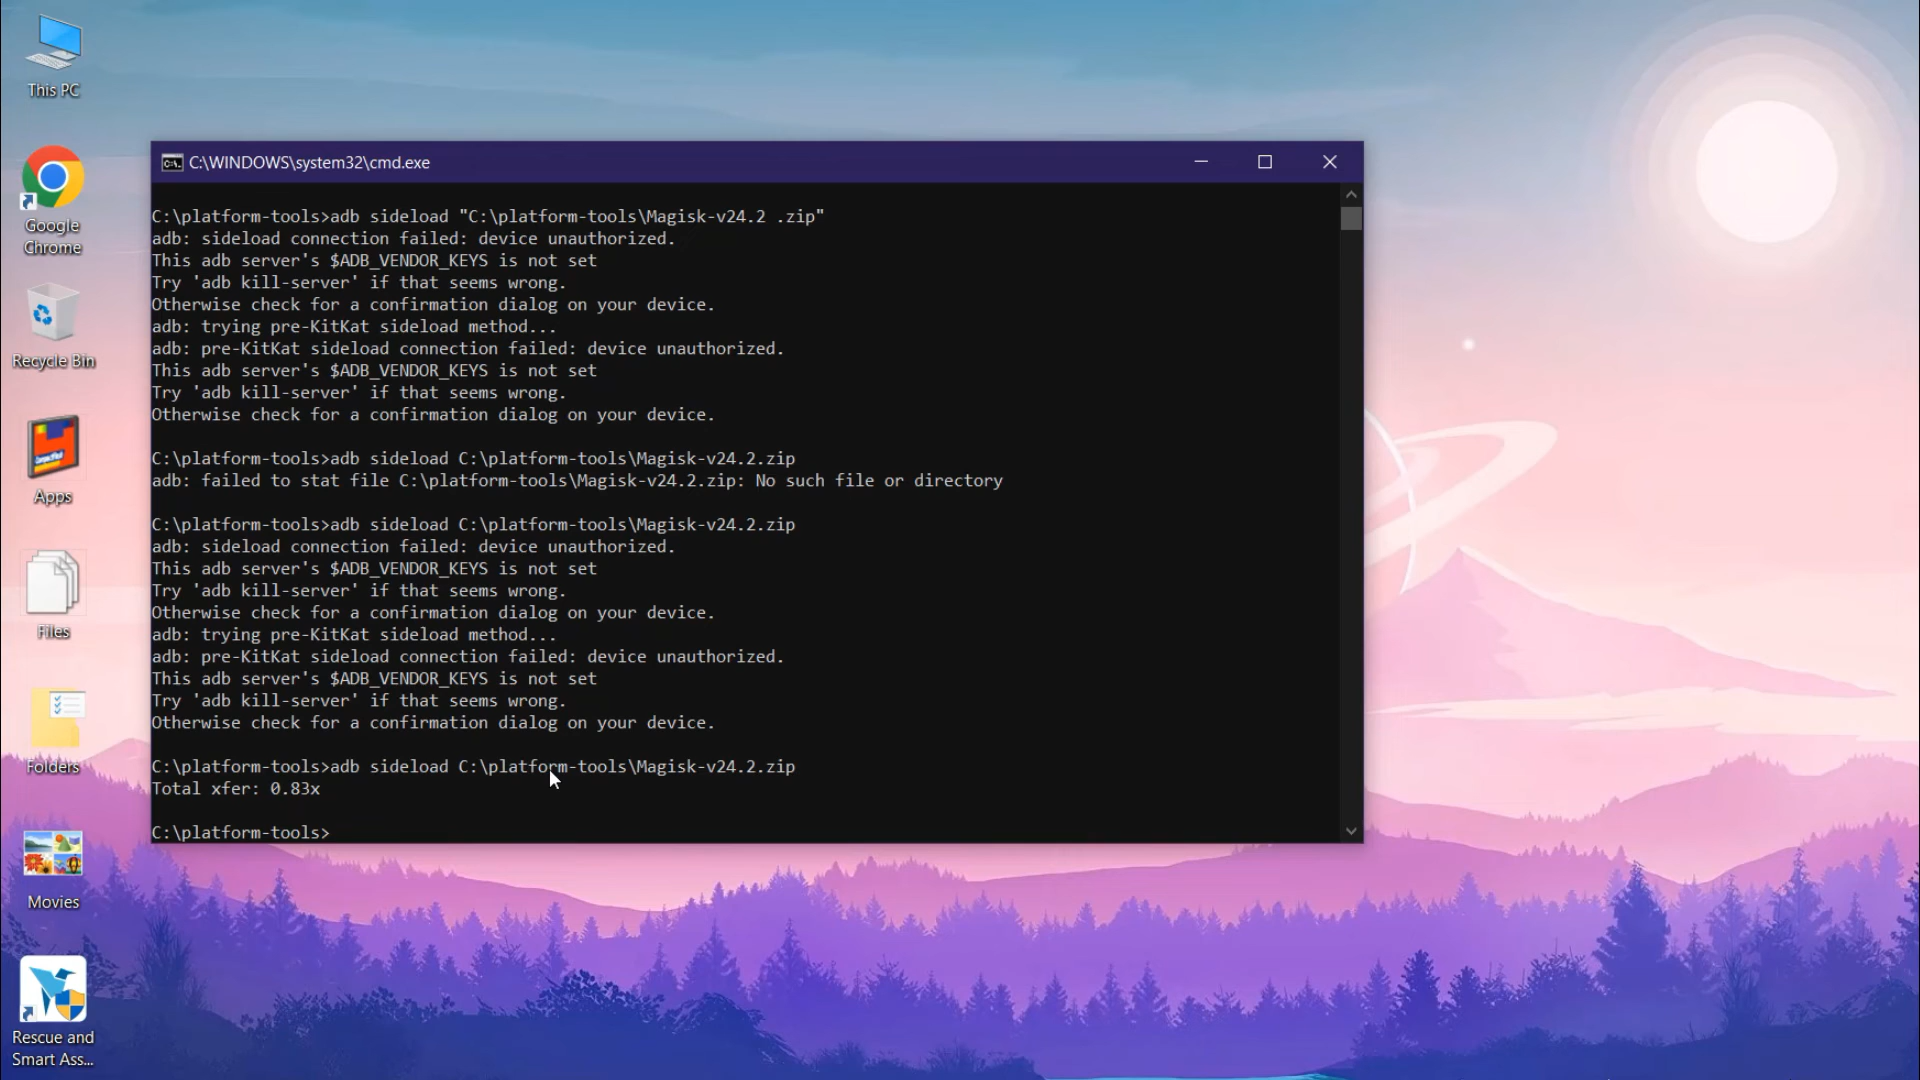 This PC
Google
Chrome
Recycle Bin
Apps
Files
Folders
Movies
Rescue and
Smart Ass...
C:\WINDOWS\system32\cmd.exe
C:\platform-tools>adb sideload "C:\platform-tools\Magisk-v24.2 .zip"
adb: sideload connection failed: device unauthorized.
This adb server's $ADB_VENDOR_KEYS is not set
Try 'adb kill-server' if that seems wrong.
Otherwise check for a confirmation dialog on your device.
adb: trying pre-KitKat sideload method...
adb: pre-KitKat sideload connection failed: device unauthorized.
This adb server's $ADB_VENDOR_KEYS is not set
Try 'adb kill-server' if that seems wrong.
Otherwise check for a confirmation dialog on your device.
C:\platform-tools>adb sideload C:\platform-tools\Magisk-v24.2.zip
adb: failed to stat file C:\platform-tools\Magisk-v24.2.zip: No such file or directory
C:\platform-tools>adb sideload C:\platform-tools\Magisk-v24.2.zip
adb: sideload connection failed: device unauthorized.
This adb server's $ADB_VENDOR_KEYS is not set
Try 'adb kill-server' if that seems wrong.
Otherwise check for a confirmation dialog on your device.
adb: trying pre-KitKat sideload method...
adb: pre-KitKat sideload connection failed: device unauthorized.
This adb server's $ADB_VENDOR_KEYS is not set
Try 'adb kill-server' if that seems wrong.
Otherwise check for a confirmation dialog on your device.
C:\platform-tools>adb sideload C:\platform-tools\Magisk-v24.2.zip
Total xfer: 0.83x
C:\platform-tools>